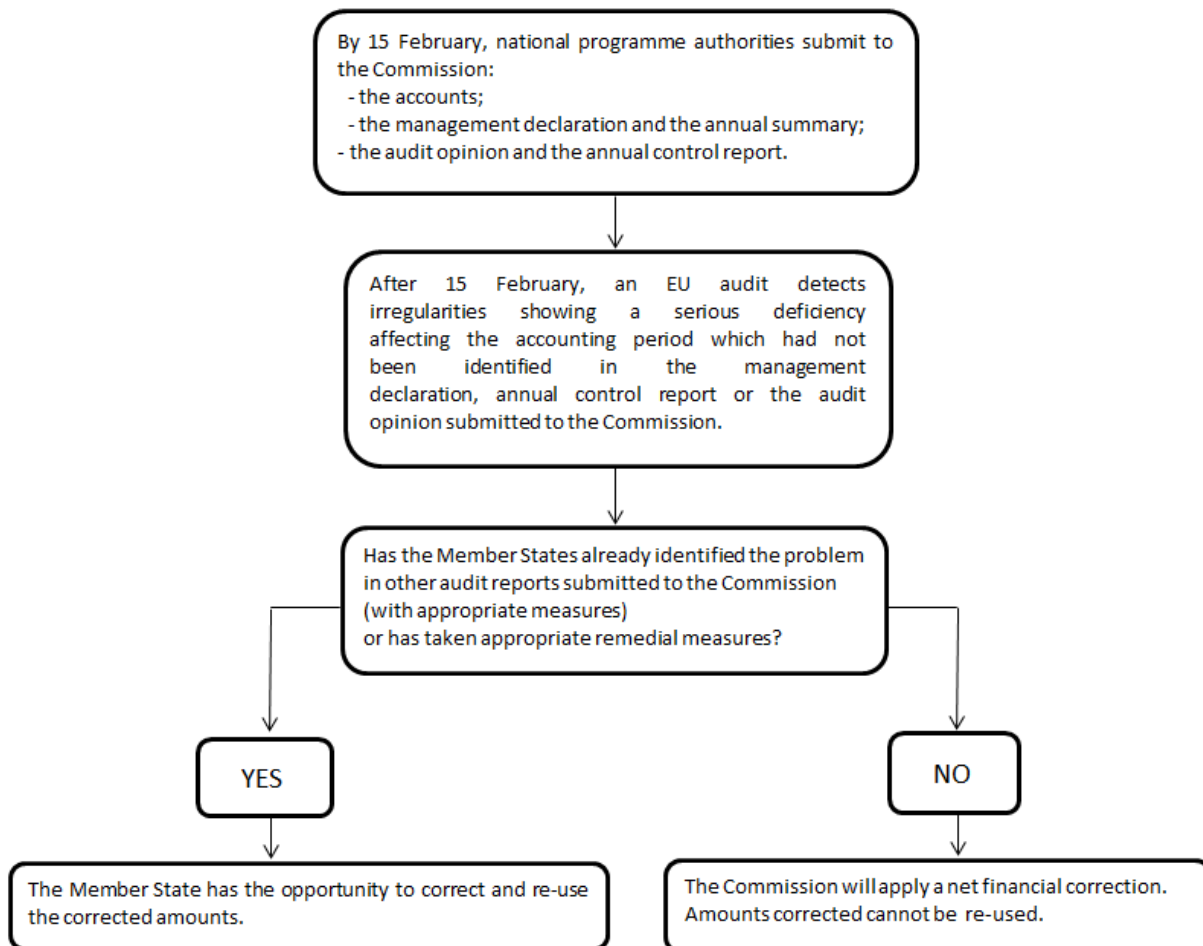 By 15 February, national programme authorities submit to
the Commission:
- the accounts;
- the management declaration and the annual summary;
- the audit opinion and the annual control report.
After 15 February, an EU audit detects
irregularities showing a serious deficiency
affecting the accounting period which had not
been identified in the management
declaration, annual control report or the audit
opinion submitted to the Commission.
Has the Member States already identified the problem
in other audit reports submitted to the Commission
(with appropriate measures)
or has taken appropriate remedial measures?
YES
NO
The Member State has the opportunity to correct and re-use
the corrected amounts.
The Commission will apply a net financial correction.
Amounts corrected cannot be re-used.